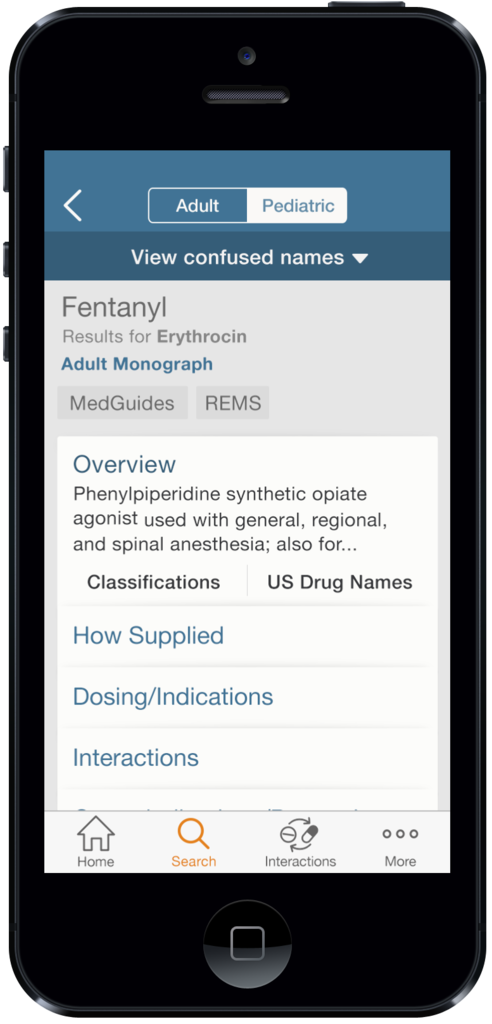 Adult Pediatric
View confused names
Fentanyl
Results for Erythrocin
Adult Monograph
MedGuides REMS
Overview
Phenylpiperidine synthetic opiate
agonist used with general, regional,
and spinal anesthesia; also for...
Classifications US Drug Names
How Supplied
Dosing/Indications
Interactions
Home Search Interactions More